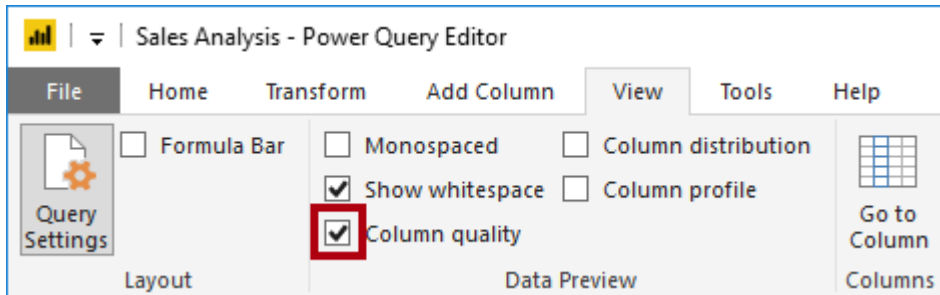 Sales Analysis - Power Query Editor
File Home Transform Add Column View Tools Help
Formula Bar Monospaced Column distribution
Show whitespace Column profile
Query Settings Column quality Go to Column
Layout Data Preview Columns